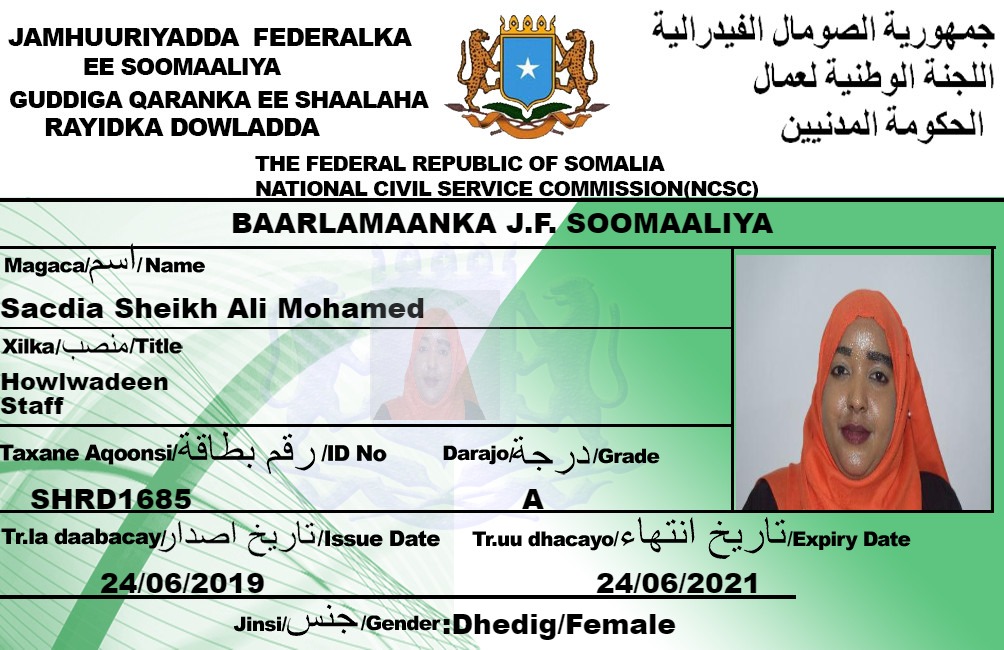 JAMHUURIYADDA FEDERALKA
EE SOOMAALIYA
GUDDIGA QARANKA EE SHAALAHA
RAYIDKA DOWLADDA
جمهورية الصومال الفيدرالية
اللجنة الوطنية لعمال
الحكومة المدنيين
THE FEDERAL REPUBLIC OF SOMALIA
NATIONAL CIVIL SERVICE COMMISSION(NCSC)
BAARLAMAANKA J.F. SOOMAALIYA
Magaca/اسم/Name
Sacdia Sheikh Ali Mohamed
Xilka/منصب/Title
Howlwadeen
Staff
Taxane Aqoonsi/رقم بطاقة/ID No
Darajo/درجة/Grade
SHRD1685
A
Tr.la daabacay/تاريخ اصدار/Issue Date
Tr.uu dhacayo/تاريخ انتهاء/Expiry Date
24/06/2019
24/06/2021
Jinsi/جنس/Gender:Dhedig/Female